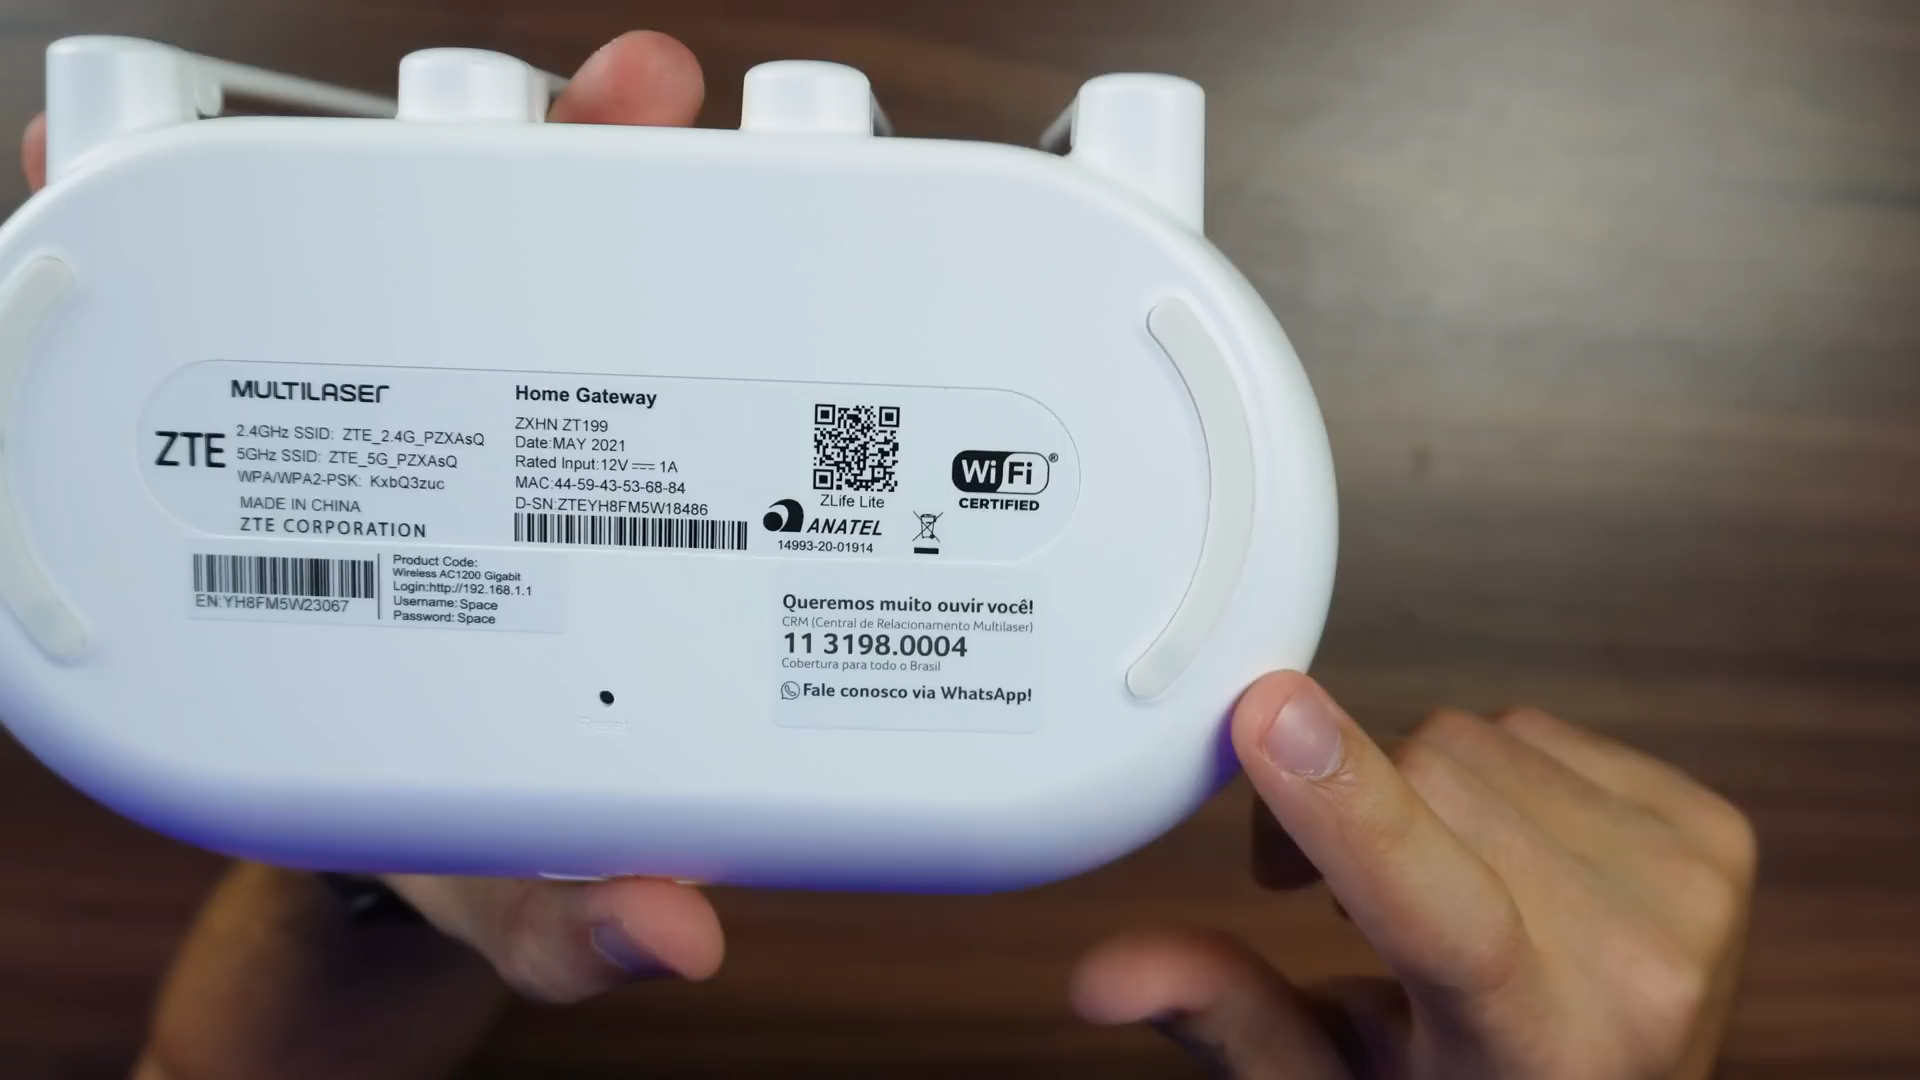 MULTILASER
ZTE
2.4GHz SSID: ZTE_2.4G_PZXAsQ
5GHz SSID: ZTE_5G_PZXAsQ
WPA/WPA2-PSK: KxbQ3zuc
MADE IN CHINA
ZTE CORPORATION
Home Gateway
ZXHN ZT199
Date:MAY 2021
Rated Input:12V 1A
MAC:44-59-43-53-68-84
D-SN:ZTEYH8FM5W18486
ZLife Lite
ANATEL
14993-20-01914
Wi Fi®
CERTIFIED
EN:YH8FM5W23067
Product Code:
Wireless AC1200 Gigabit
Login:http://192.168.1.1
Username:Space
Password:Space
Queremos muito ouvir você!
CRM (Central de Relacionamento Multilaser)
11 3198.0004
Cobertura para todo o Brasil
Fale conosco via WhatsApp!
Reset